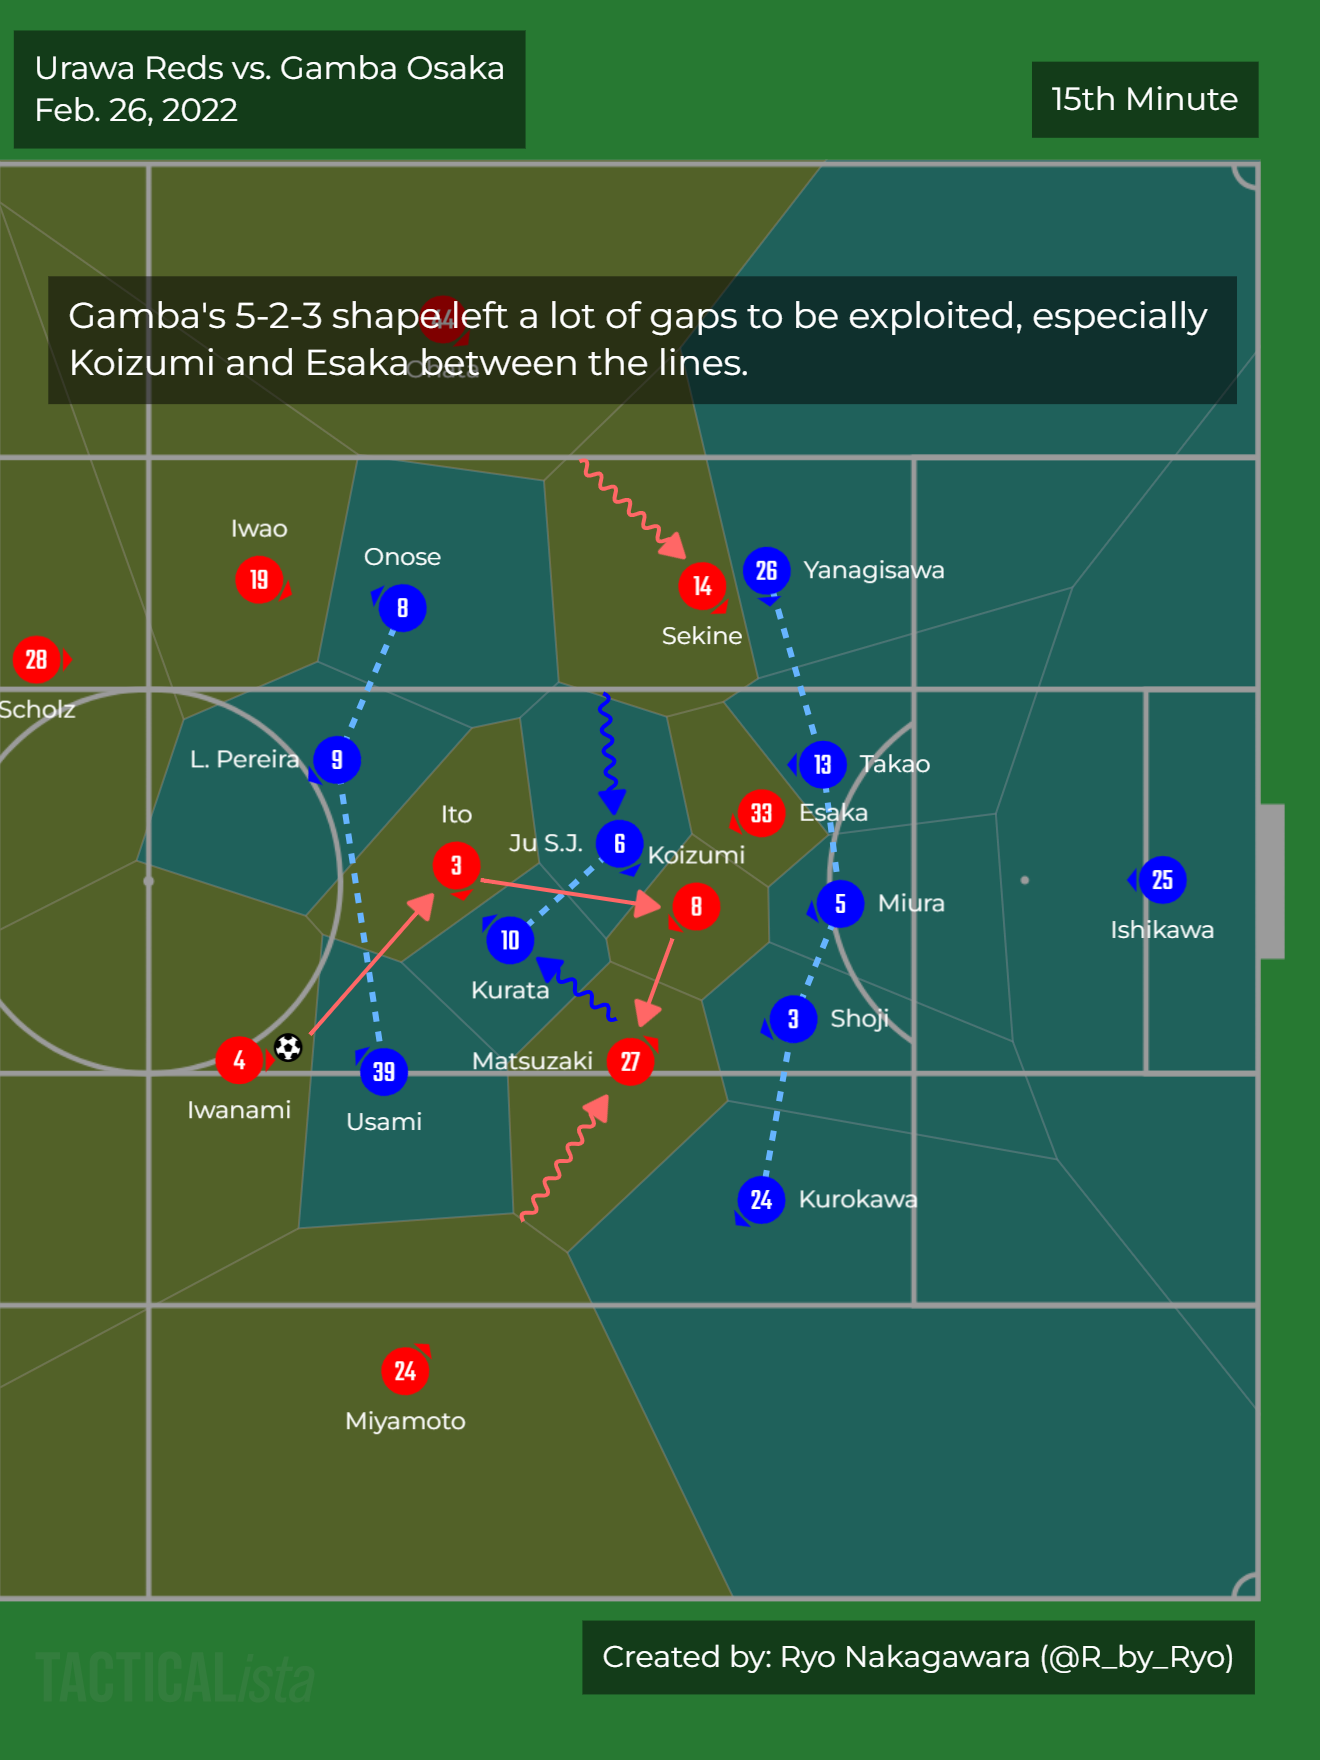 Urawa Reds vs. Gamba Osaka
Feb. 26, 2022
15th Minute
Gamba's 5-2-3 shape left a lot of gaps to be exploited, especially
Koizumi and Esaka between the lines.
44
Ohata
Iwao
19
Onose
8
14
Sekine
26 Yanagisawa
28
Scholz
L. Pereira 9
13 Takao
Ito
3
33 Esaka
Ju S.J. 6
Koizumi
8
10
Kurata
5 Miura
25
Ishikawa
3 Shoji
4
Iwanami
39
Usami
Matsuzaki 27
24 Kurokawa
24
Miyamoto
Created by: Ryo Nakagawara (@R_by_Ryo)
TACTICALista